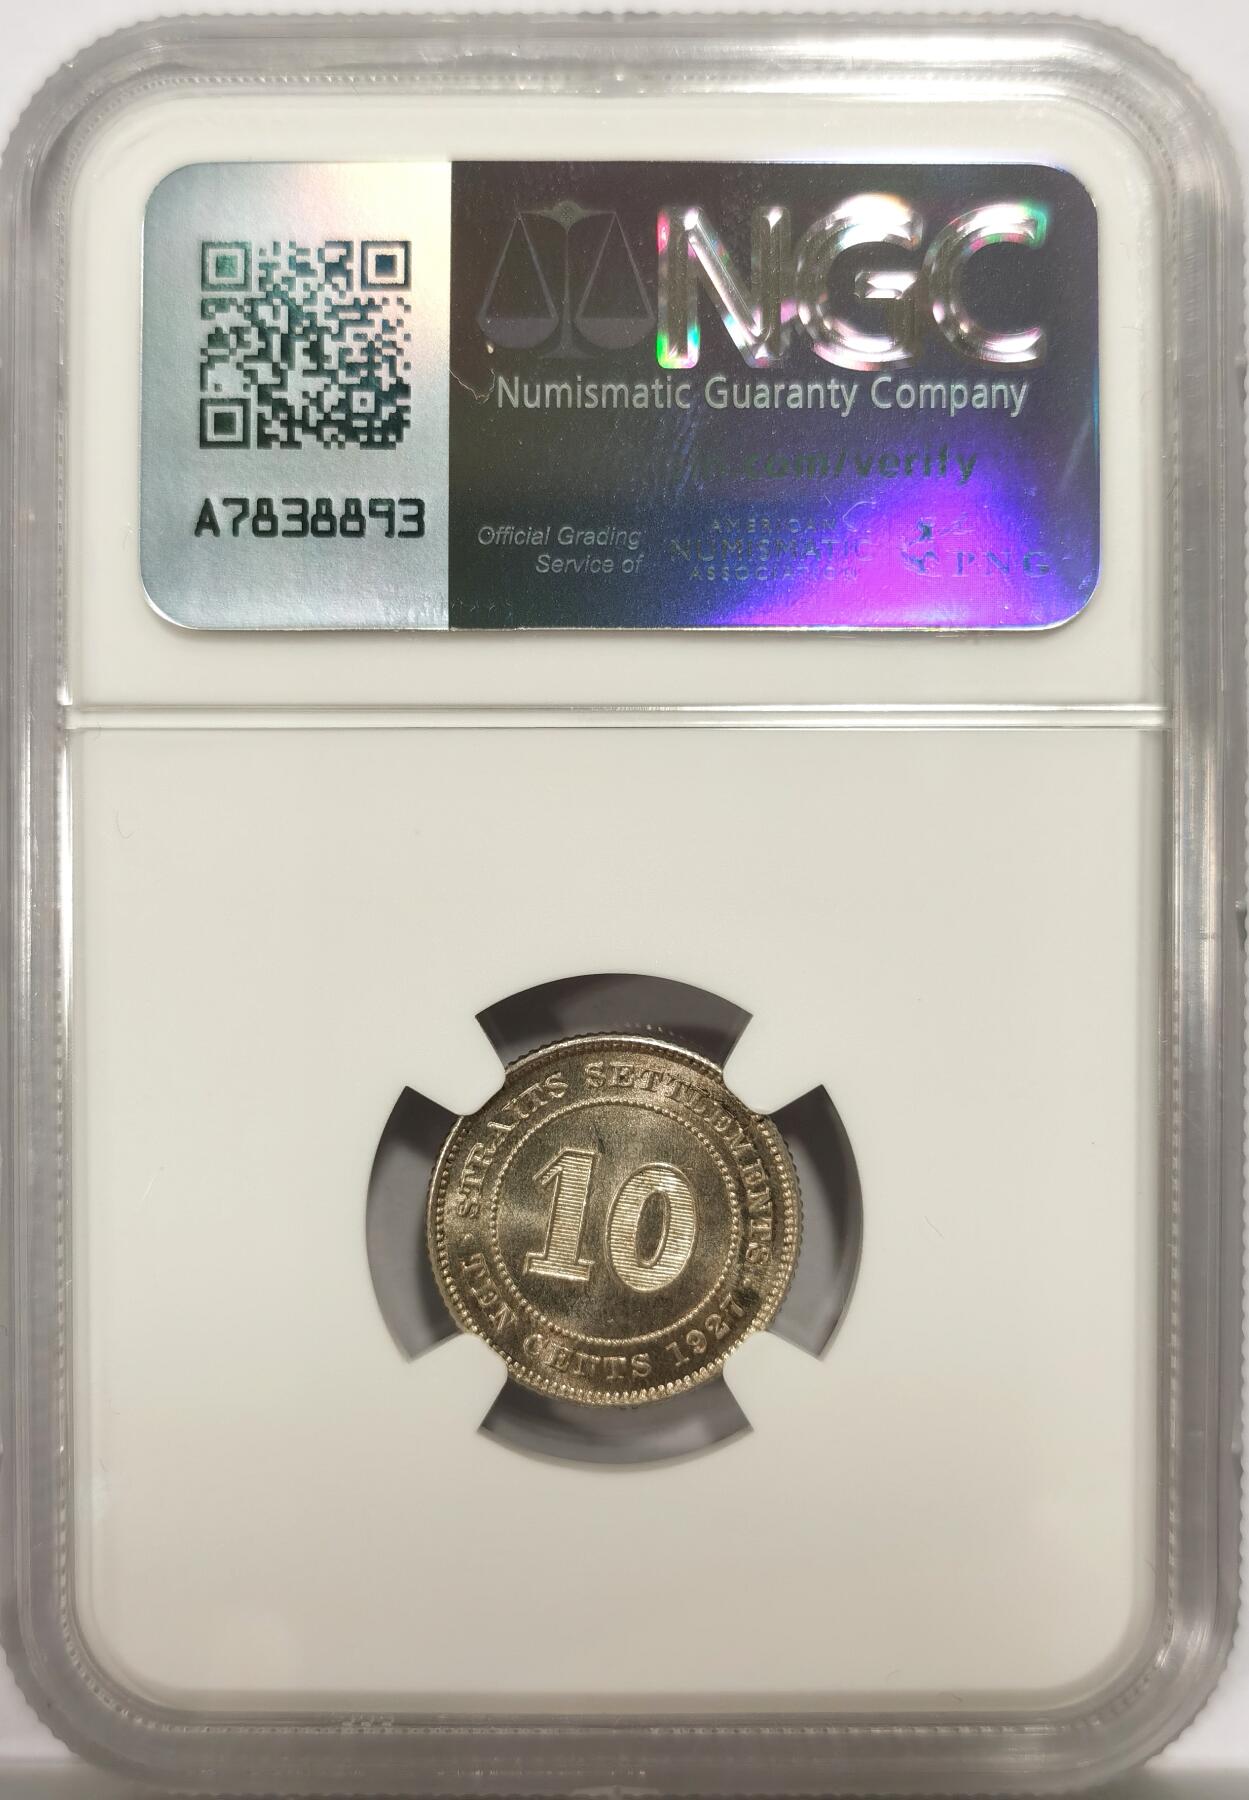 NGC
Numismatic Guaranty Company
.com/verify
A7838893
Official Grading
Service of
AMERICAN
NUMISMATIC
ASSOCIATION
PNG
STRAITS SETTLEMENTS
10
TEN CENTS 1927